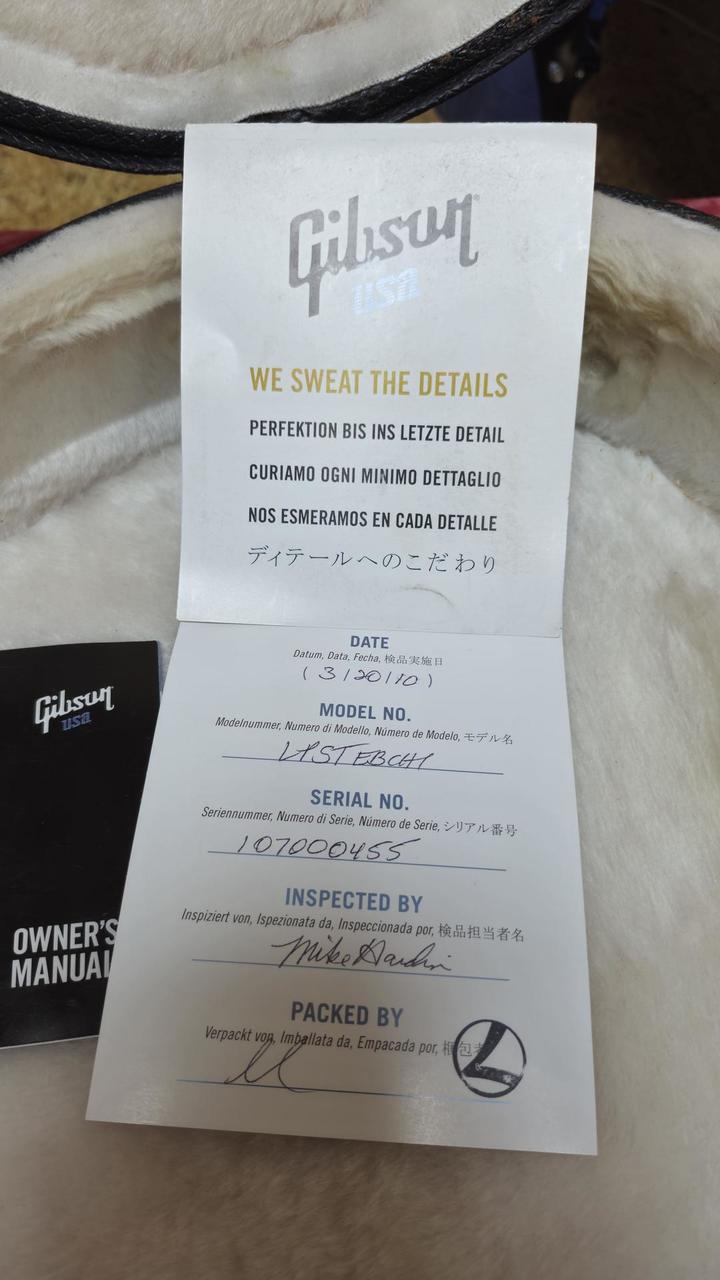 Gibson
usa
WE SWEAT THE DETAILS
PERFEKTION BIS INS LETZTE DETAIL
CURIAMO OGNI MINIMO DETTAGLIO
NOS ESMERAMOS EN CADA DETALLE
ディテールへのこだわり
DATE
Datum, Data, Fecha, 検品実施日
(3/20/10)
MODEL NO.
Modelnummer, Numero di Modello, Número de Modelo, モデル名
LPSTEBCH1
SERIAL NO.
Seriennummer, Numero di Serie, Número de Serie, シリアル番号
107000455
INSPECTED BY
Inspiziert von, Ispezionata da, Inspeccionada por, 検品担当者名
Mike Hardin
PACKED BY
Verpackt von, Imballata da, Empacada por, 梱包者
L
Gibson
usa
OWNER'S
MANUAL